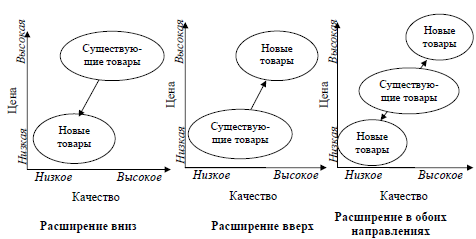 Высокая
Цена
Низкая
Существую-
щие товары
Новые
товары
Низкое Высокое
Качество
Расширение вниз
Высокая
Цена
Низкая
Новые
товары
Существую-
щие товары
Низкое Высокое
Качество
Расширение вверх
Высокая
Цена
Низкая
Новые
товары
Существую-
щие товары
Новые
товары
Низкое Высокое
Качество
Расширение в обоих
направлениях